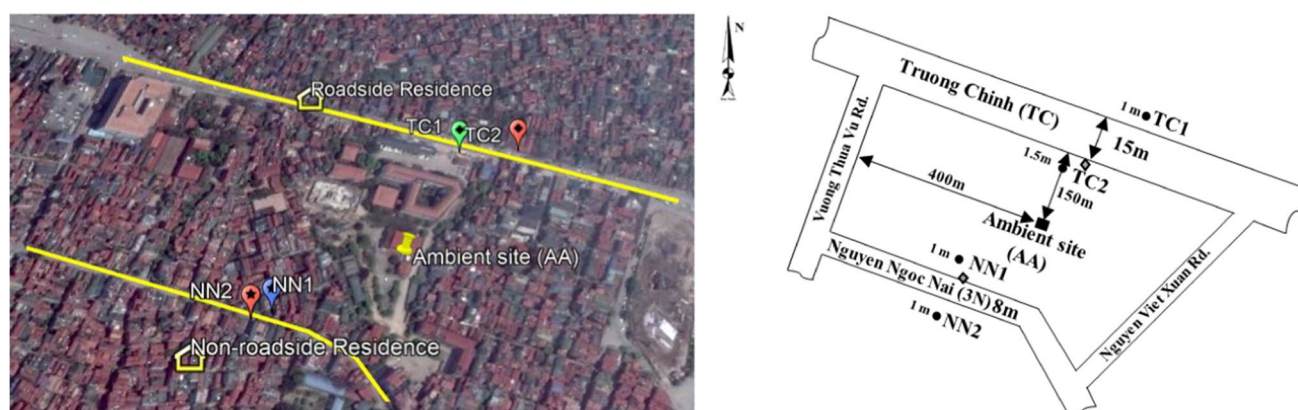 Roadside Residence
TC1
TC2
Ambient site (AA)
NN2
NN1
Non-roadside Residence
N
Truong Chinh (TC)
1 m
TC1
15m
Vuong Thua Vu Rd.
1.5m
TC2
400m
150m
Ambient site
(AA)
1 m
NN1
Nguyen Ngoc Nai (3N) 8m
1 m
NN2
Nguyen Viet Xuan Rd.